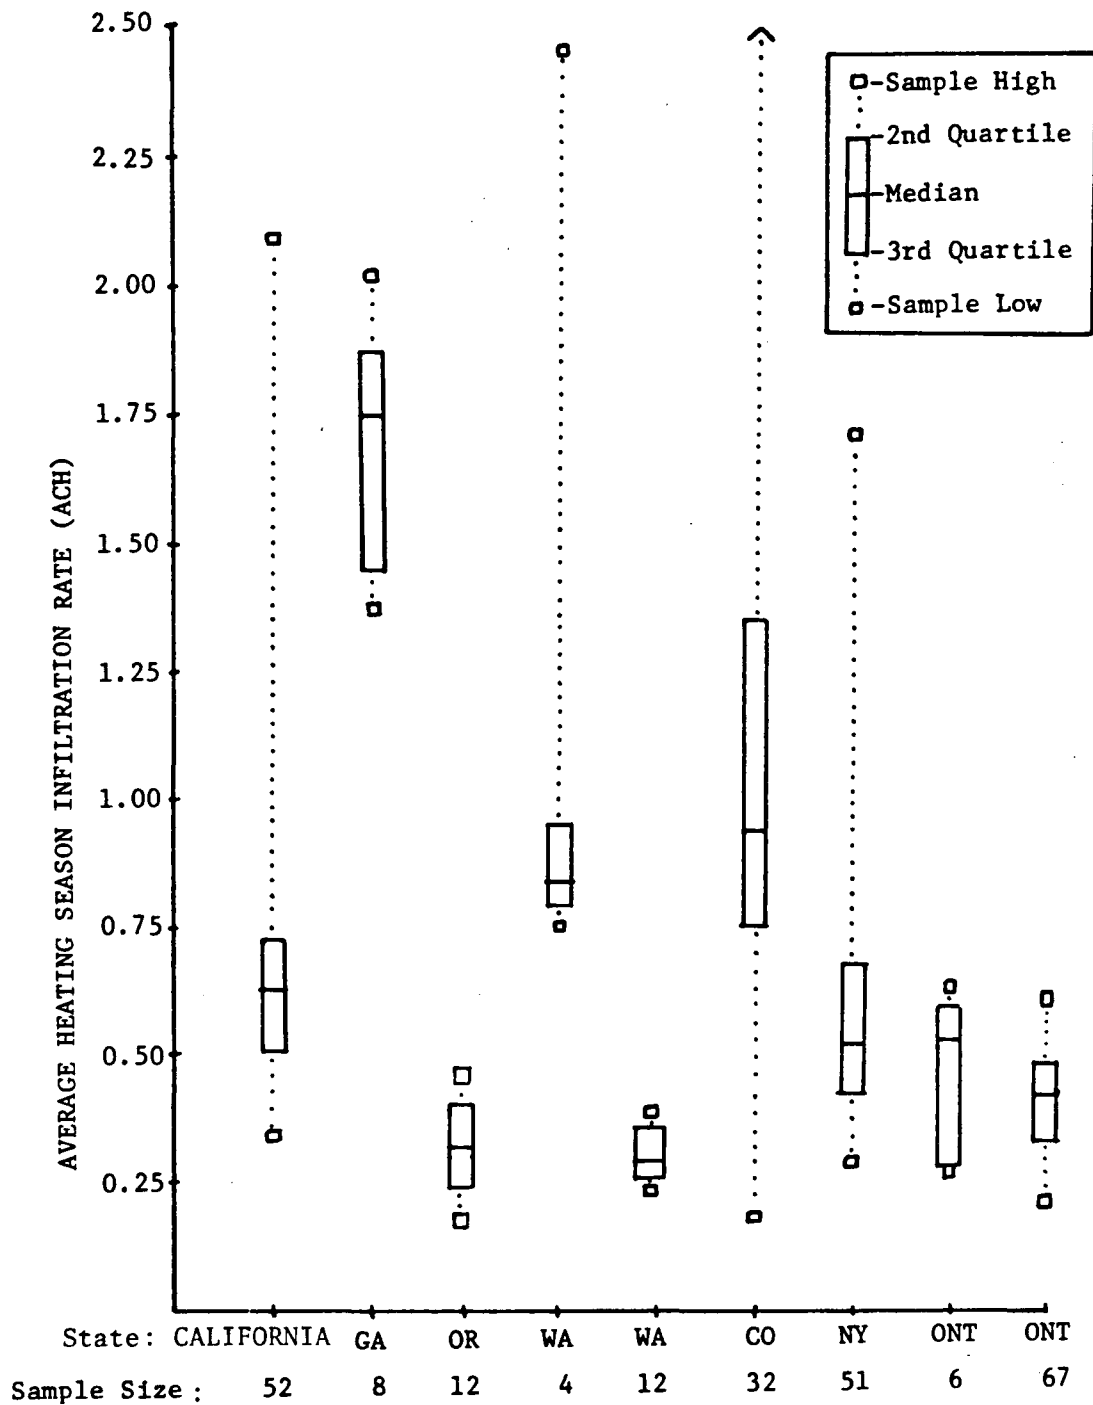 2.50
2.25
2.00
1.75
1.50
1.25
1.00
0.75
0.50
0.25
AVERAGE HEATING SEASON INFILTRATION RATE (ACH)
-Sample High
-2nd Quartile
-Median
-3rd Quartile
-Sample Low
State: CALIFORNIA GA OR WA WA CO NY ONT ONT
Sample Size: 52 8 12 4 12 32 51 6 67